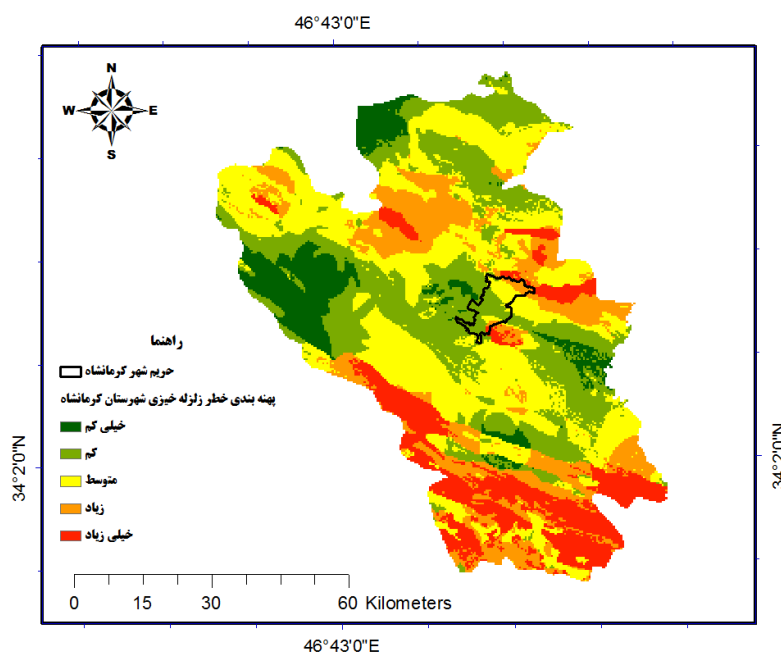 46°43'0"E
N
W E
S
راهنما
حریم شهر کرمانشاه
پهنه بندی خطر زلزله خیزی شهرستان کرمانشاه
خیلی کم
کم
متوسط
زیاد
خیلی زیاد
34°2'0"N
34°2'0"N
0 15 30 60 Kilometers
46°43'0"E